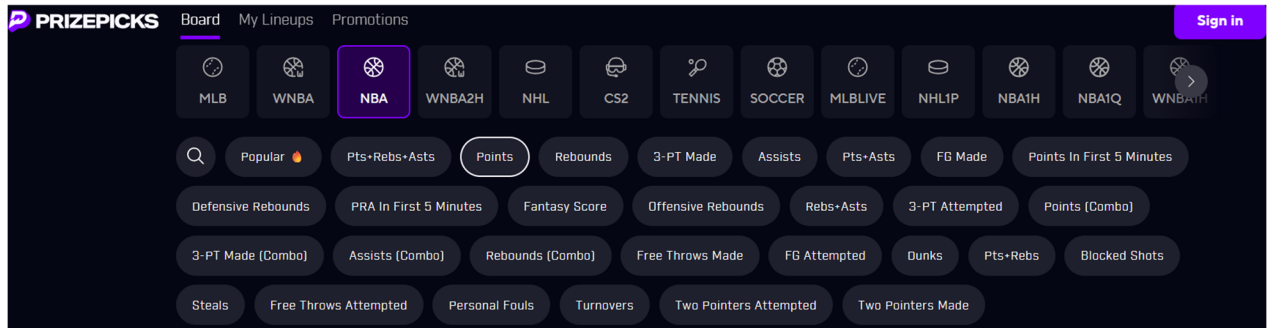 PRIZEPICKS Board My Lineups Promotions Sign in
MLB WNBA NBA WNBA2H NHL CS2 TENNIS SOCCER MLBLIVE NHL1P NBA1H NBA1Q WNBA1H
Popular Pts+Rebs+Asts Points Rebounds 3-PT Made Assists Pts+Asts FG Made Points In First 5 Minutes
Defensive Rebounds PRA In First 5 Minutes Fantasy Score Offensive Rebounds Rebs+Asts 3-PT Attempted Points (Combo)
3-PT Made (Combo) Assists (Combo) Rebounds (Combo) Free Throws Made FG Attempted Dunks Pts+Rebs Blocked Shots
Steals Free Throws Attempted Personal Fouls Turnovers Two Pointers Attempted Two Pointers Made